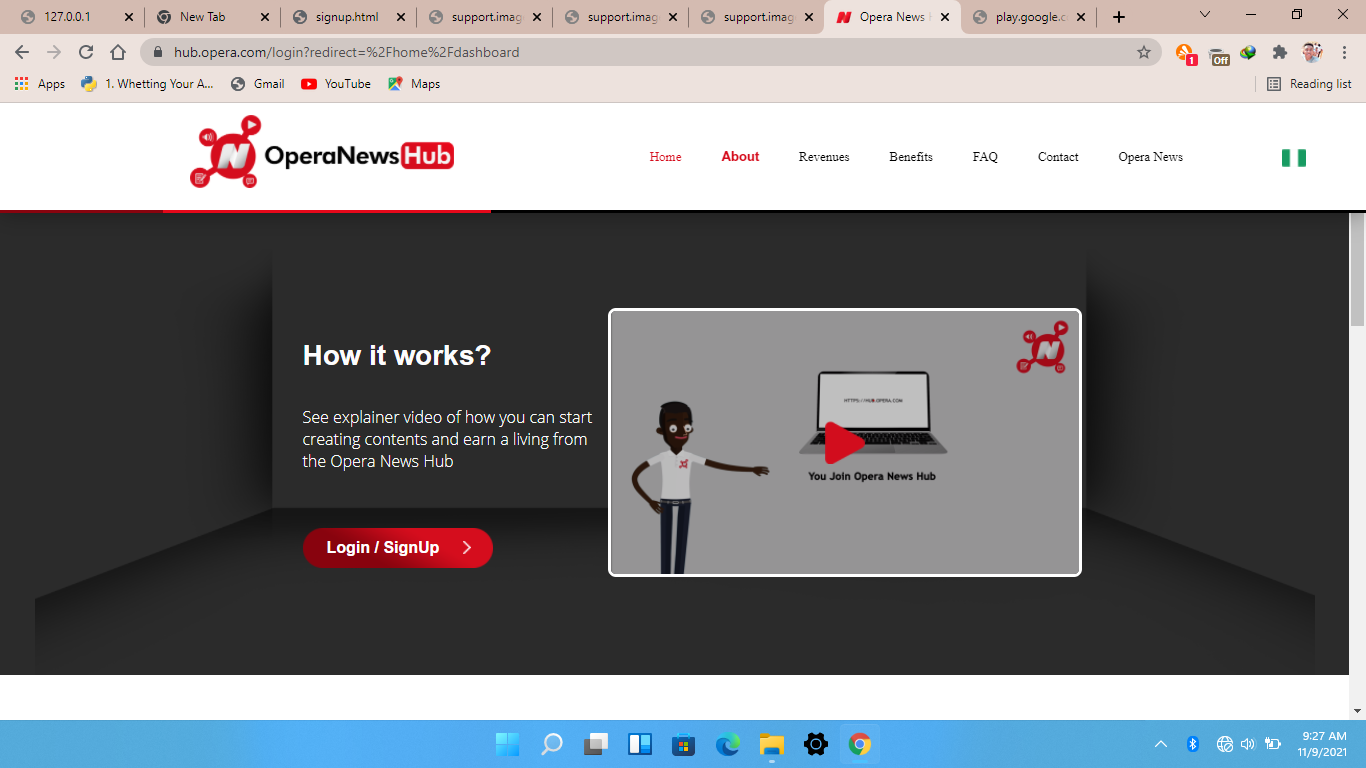 127.0.0.1
New Tab
signup.html
support.imag
support.imag
support.imag
Opera News
play.google.c
hub.opera.com/login?redirect=%2Fhome%2Fdashboard
1
Off
Apps
1. Whetting Your A...
Gmail
YouTube
Maps
Reading list
N
OperaNewsHub
Home
About
Revenues
Benefits
FAQ
Contact
Opera News
How it works?
See explainer video of how you can start
creating contents and earn a living from
the Opera News Hub
Login / SignUp
N
HTTPS://HUB.OPERA.COM
You Join Opera News Hub
9:27 AM
11/9/2021